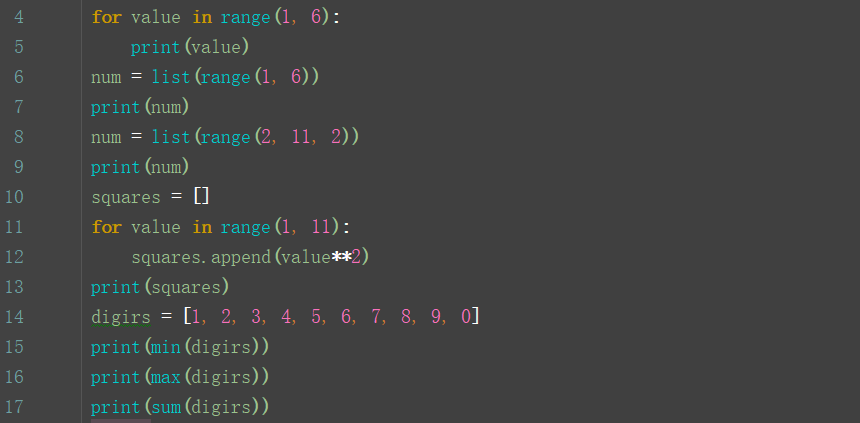 4 for value in range(1, 6):
5     print(value)
6 num = list(range(1, 6))
7 print(num)
8 num = list(range(2, 11, 2))
9 print(num)
10 squares = []
11 for value in range(1, 11):
12     squares.append(value**2)
13 print(squares)
14 digirs = [1, 2, 3, 4, 5, 6, 7, 8, 9, 0]
15 print(min(digirs))
16 print(max(digirs))
17 print(sum(digirs))